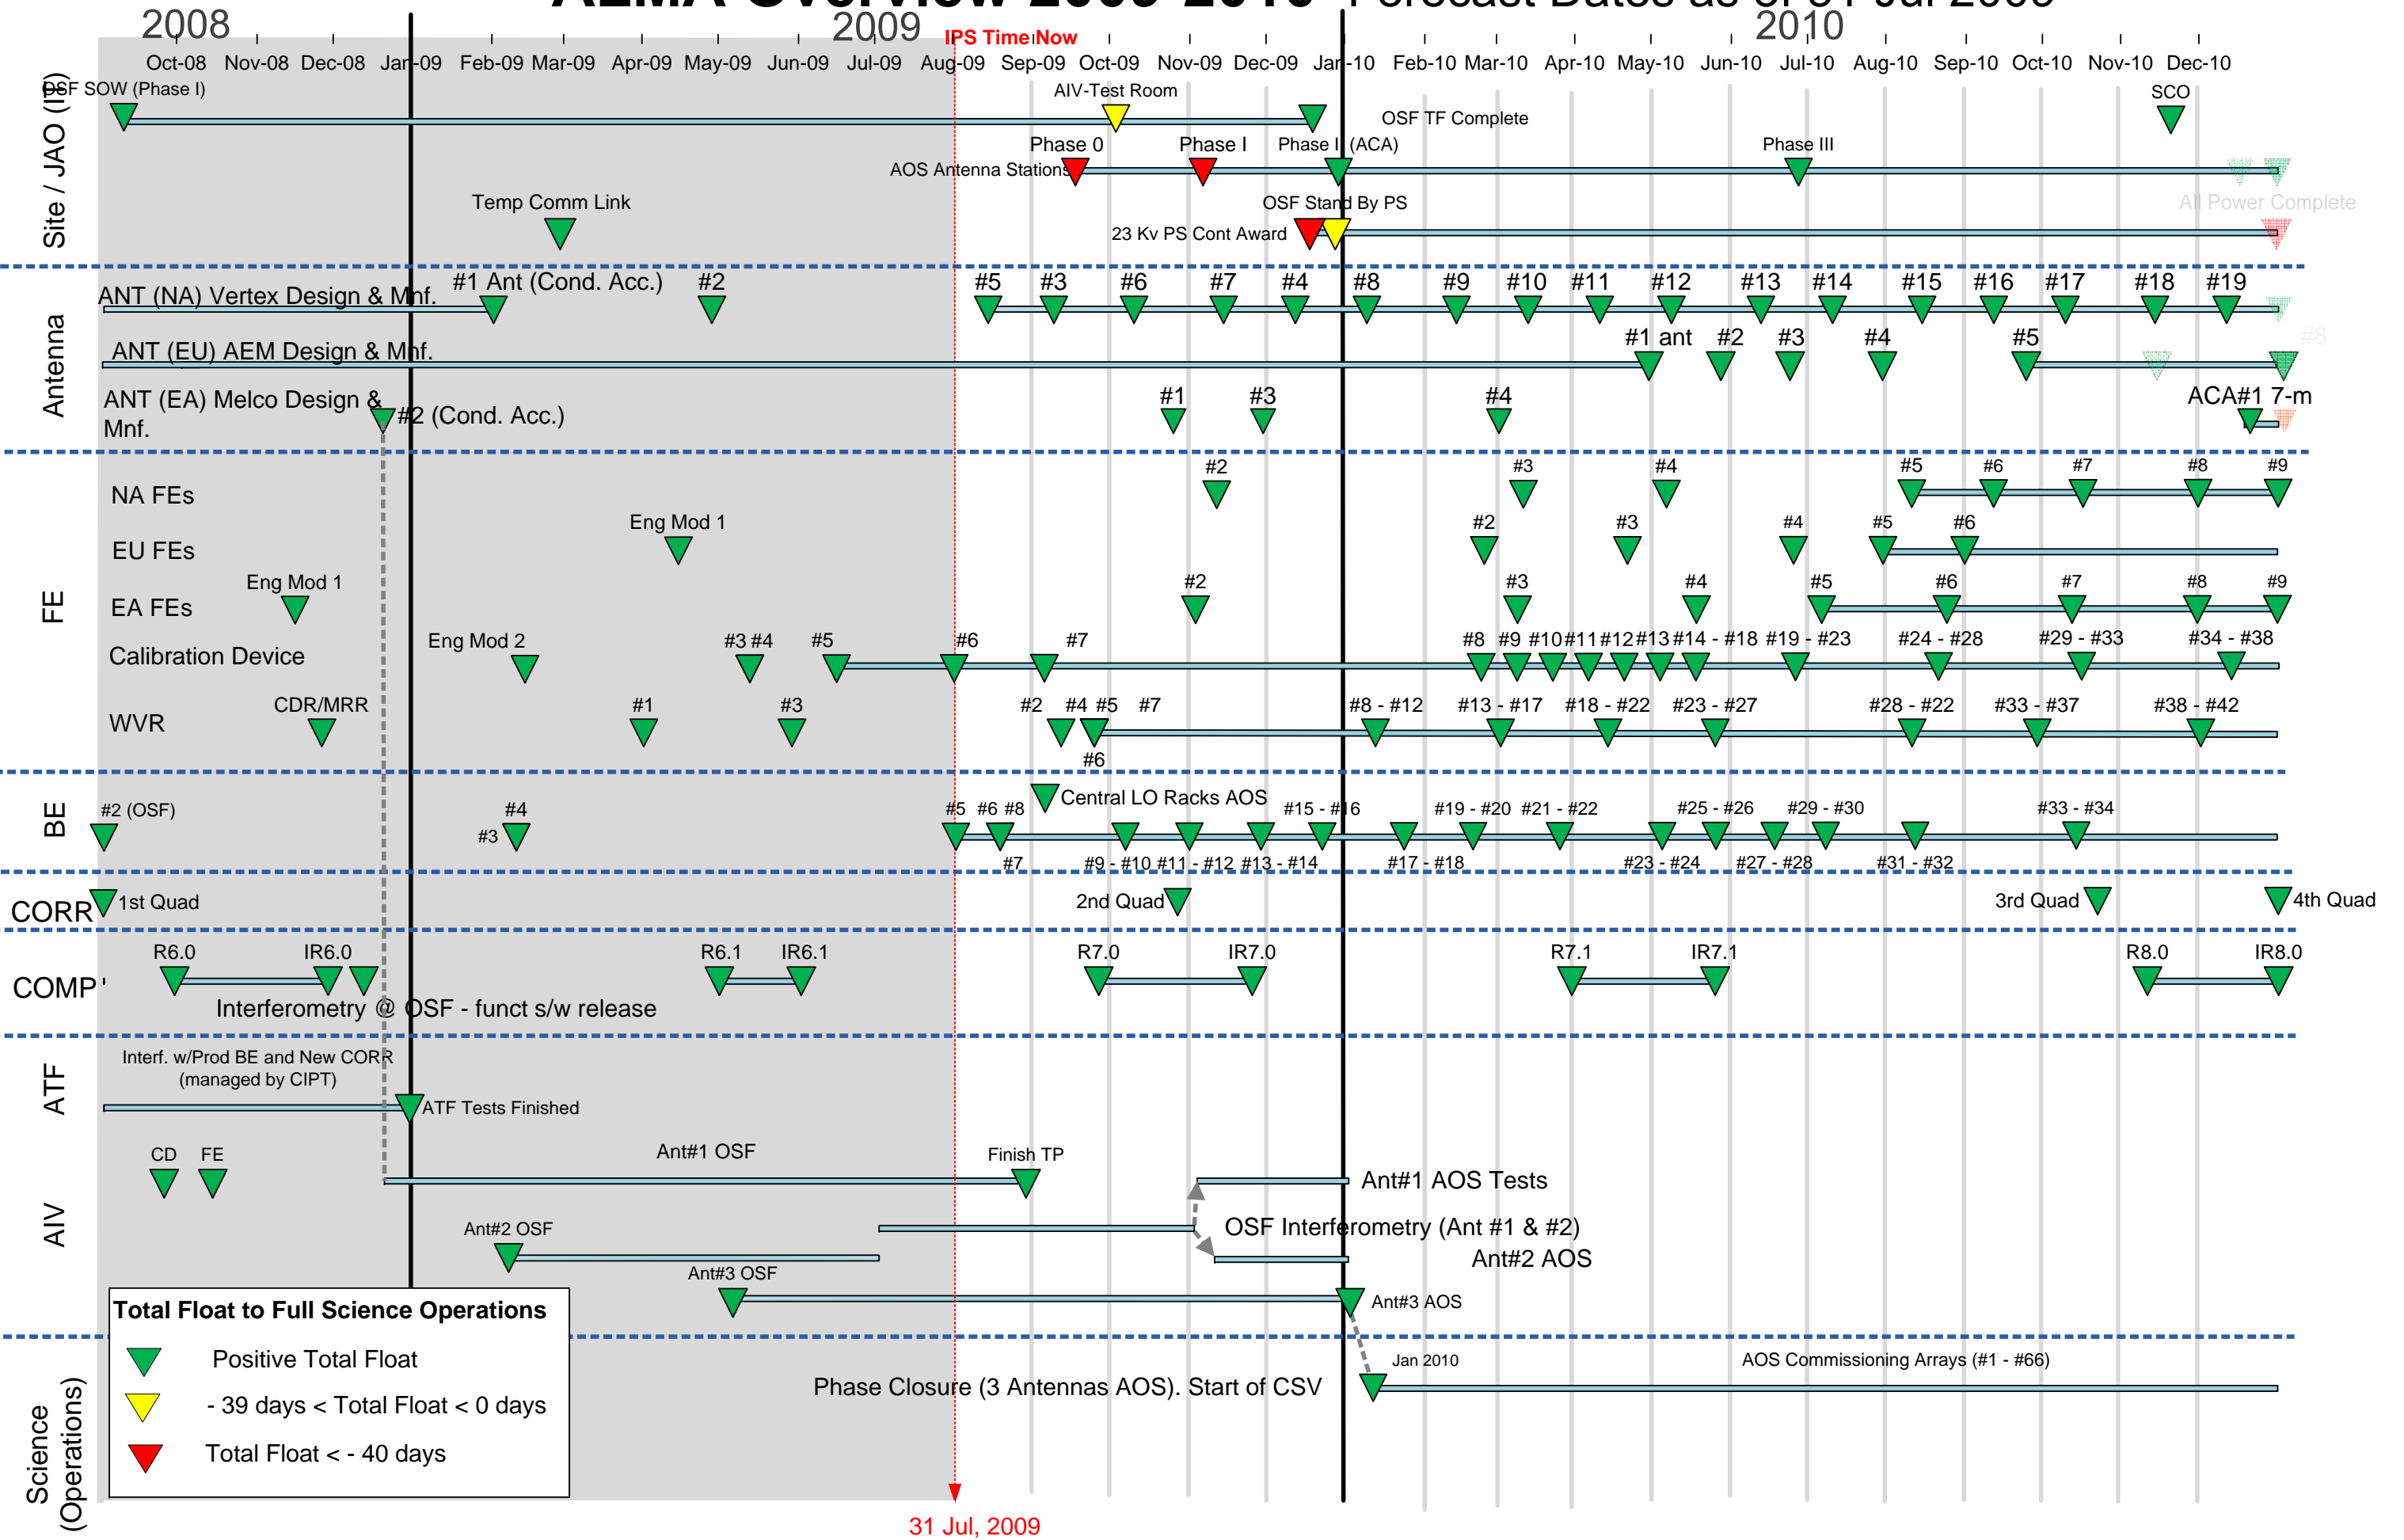 ALMA Overview 2009-2010 Forecast Dates as of 31 Jul 2009
2008 2009 2010
IPS Time Now
Oct-08 Nov-08 Dec-08 Jan-09 Feb-09 Mar-09 Apr-09 May-09 Jun-09 Jul-09 Aug-09 Sep-09 Oct-09 Nov-09 Dec-09 Jan-10 Feb-10 Mar-10 Apr-10 May-10 Jun-10 Jul-10 Aug-10 Sep-10 Oct-10 Nov-10 Dec-10
Site / JAO (IT)
OSF SOW (Phase I) AIV-Test Room OSF TF Complete SCO
AOS Antenna Stations Phase 0 Phase I Phase II (ACA) Phase III
Temp Comm Link OSF Stand By PS All Power Complete
23 Kv PS Cont Award
Antenna
ANT (NA) Vertex Design & Mnf. #1 Ant (Cond. Acc.) #2 #5 #3 #6 #7 #4 #8 #9 #10 #11 #12 #13 #14 #15 #16 #17 #18 #19
ANT (EU) AEM Design & Mnf. #1 ant #2 #3 #4 #5 #8
ANT (EA) Melco Design &
Mnf.
#2 (Cond. Acc.) #1 #3 #4 ACA#1 7-m
FE
NA FEs #2 #3 #4 #5 #6 #7 #8 #9
EU FEs Eng Mod 1 #2 #3 #4 #5 #6
EA FEs Eng Mod 1 #2 #3 #4 #5 #6 #7 #8 #9
Calibration Device Eng Mod 2 #3 #4 #5 #6 #7 #8 #9 #10 #11 #12 #13 #14 - #18 #19 - #23 #24 - #28 #29 - #33 #34 - #38
WVR CDR/MRR #1 #3 #2 #4 #5 #7 #8 - #12 #13 - #17 #18 - #22 #23 - #27 #28 - #22 #33 - #37 #38 - #42
#6
BE
Central LO Racks AOS
#2 (OSF) #3 #4 #5 #6 #8 #15 - #16 #19 - #20 #21 - #22 #25 - #26 #29 - #30 #33 - #34
#7 #9 - #10 #11 - #12 #13 - #14 #17 - #18 #23 - #24 #27 - #28 #31 - #32
CORR 1st Quad 2nd Quad 3rd Quad 4th Quad
COMP' R6.0 IR6.0 R6.1 IR6.1 R7.0 IR7.0 R7.1 IR7.1 R8.0 IR8.0
Interferometry @ OSF - funct s/w release
ATF
Interf. w/Prod BE and New CORR
(managed by CIPT)
ATF Tests Finished
AIV
CD FE Ant#1 OSF Finish TP Ant#1 AOS Tests
Ant#2 OSF OSF Interferometry (Ant #1 & #2)
Ant#2 AOS
Ant#3 OSF Ant#3 AOS
Science
(Operations)
Phase Closure (3 Antennas AOS). Start of CSV Jan 2010 AOS Commissioning Arrays (#1 - #66)
Total Float to Full Science Operations
Positive Total Float
- 39 days < Total Float < 0 days
Total Float < - 40 days
31 Jul, 2009